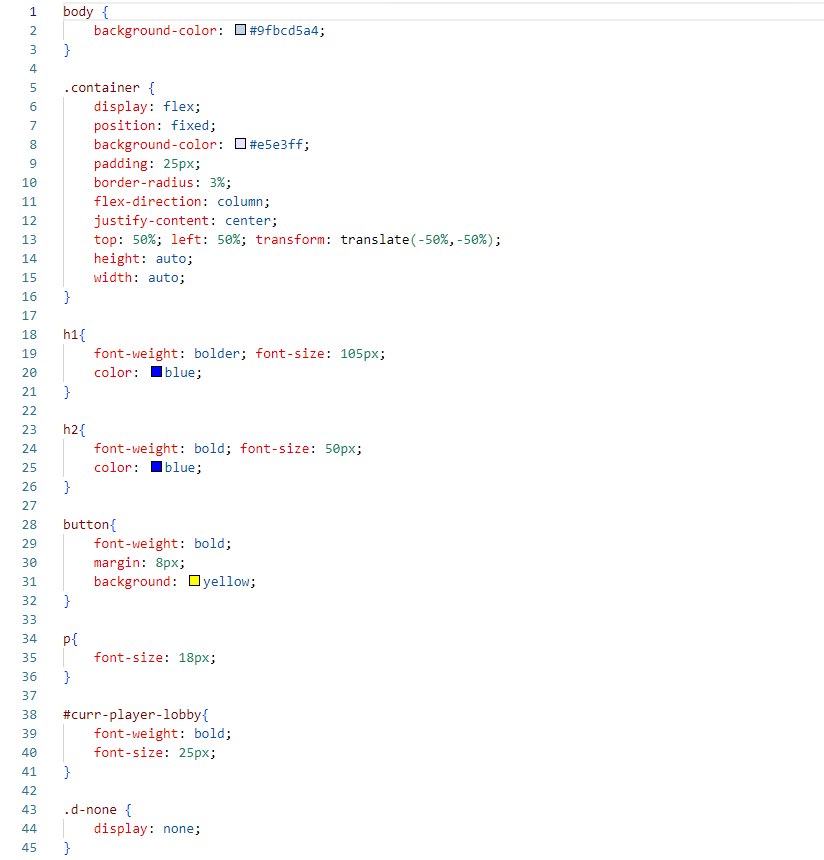 1 body {
2     background-color: #9fbcd5a4;
3 }
4
5 .container {
6     display: flex;
7     position: fixed;
8     background-color: #e5e3ff;
9     padding: 25px;
10     border-radius: 3%;
11     flex-direction: column;
12     justify-content: center;
13     top: 50%; left: 50%; transform: translate(-50%,-50%);
14     height: auto;
15     width: auto;
16 }
17
18 h1{
19     font-weight: bolder; font-size: 105px;
20     color: blue;
21 }
22
23 h2{
24     font-weight: bold; font-size: 50px;
25     color: blue;
26 }
27
28 button{
29     font-weight: bold;
30     margin: 8px;
31     background: yellow;
32 }
33
34 p{
35     font-size: 18px;
36 }
37
38 #curr-player-lobby{
39     font-weight: bold;
40     font-size: 25px;
41 }
42
43 .d-none {
44     display: none;
45 }